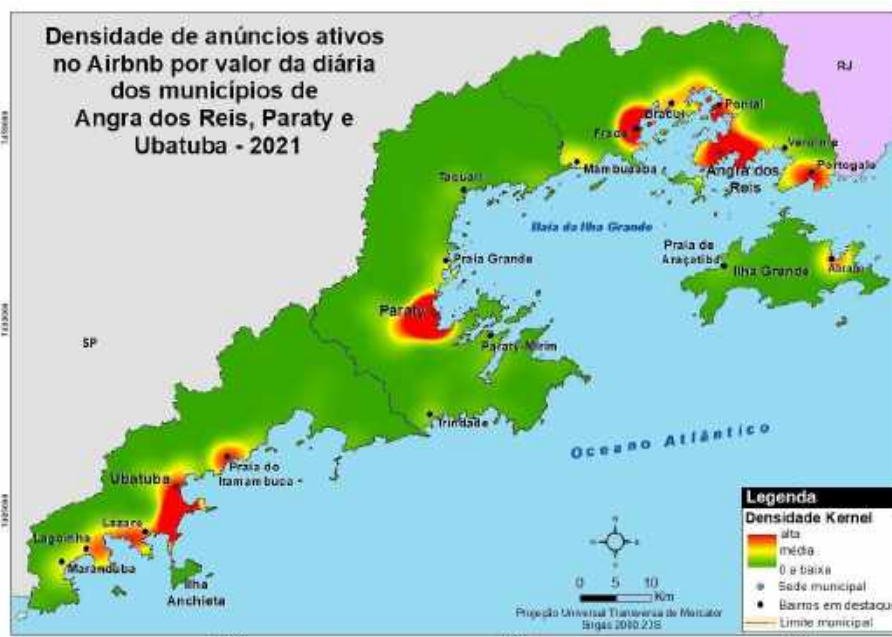 Densidade de anúncios ativos
no Airbnb por valor da diária
dos municípios de
Angra dos Reis, Paraty e
Ubatuba - 2021
RJ
Pontal
Bracuí
Frade
Verolme
Mambucaba
Angra dos
Reis
Portogalo
Tarituba
Baía da Ilha Grande
Praia Grande
Praia de
Araçatiba
Ilha Grande
Abraão
Paraty
SP
Paraty-Mirim
Trindade
Oceano Atlântico
Praia do
Itamambuca
Ubatuba
Lazaro
Lagoinha
Maranduba
Ilha
Anchieta
Legenda
Densidade Kernel
alta
média
0 a baixa
Sede municipal
Bairros em destaque
Limite municipal
0 5 10
Km
Projeção Universal Transversa de Mercator
Sirgas 2000 23S